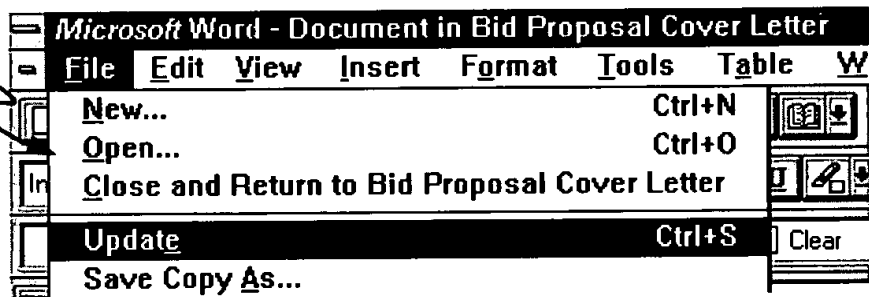 Microsoft Word - Document in Bid Proposal Cover Letter
File Edit View Insert Format Tools Table W
New... Ctrl+N
Open... Ctrl+O
In
Close and Return to Bid Proposal Cover Letter U
Update Ctrl+S Clear
Save Copy As...